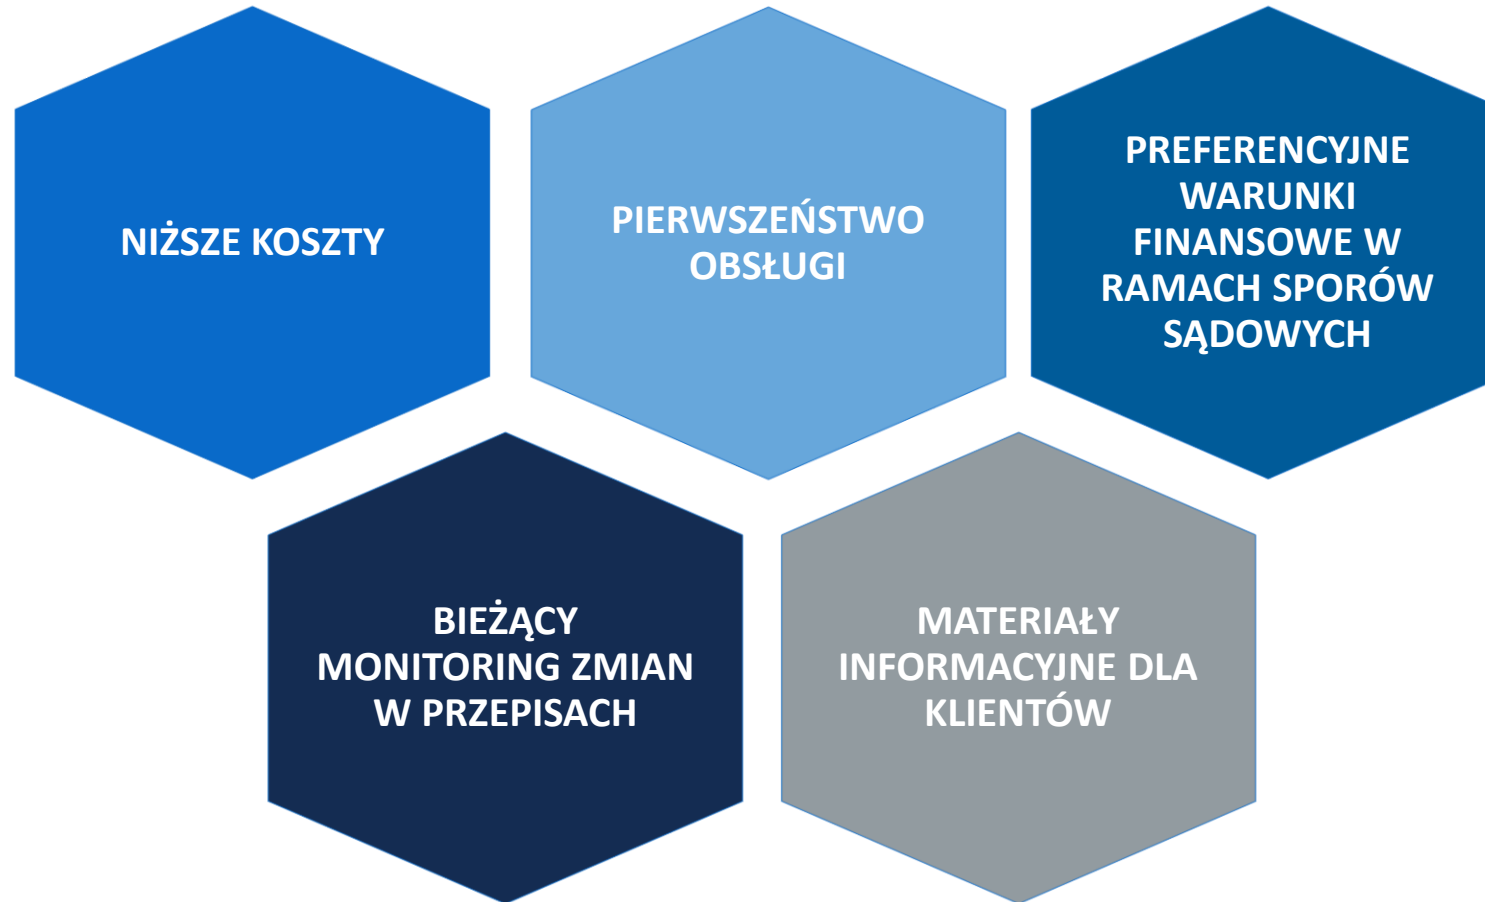 NIŻSZE KOSZTY
PIERWSZEŃSTWO
OBSŁUGI
PREFERENCYJNE
WARUNKI
FINANSOWE W
RAMACH SPORÓW
SĄDOWYCH
BIEŻĄCY
MONITORING ZMIAN
W PRZEPISACH
MATERIAŁY
INFORMACYJNE DLA
KLIENTÓW